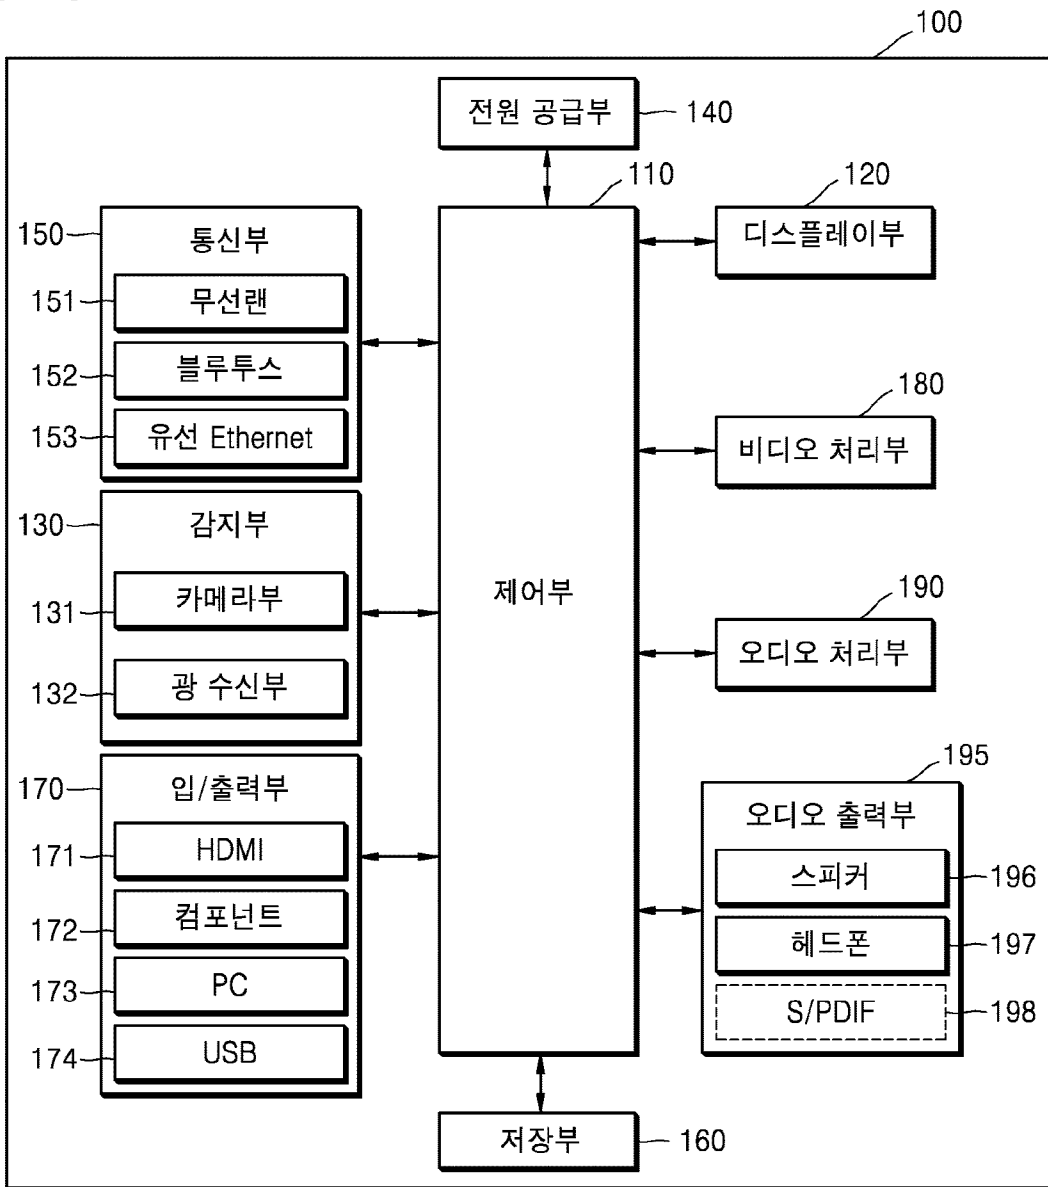 100
전원 공급부
140
110
120
150
통신부
디스플레이부
151
무선랜
152
블루투스
153
유선 Ethernet
180
비디오 처리부
130
감지부
131
카메라부
132
광 수신부
제어부
190
오디오 처리부
170
입/출력부
171
HDMI
172
컴포넌트
173
PC
174
USB
195
오디오 출력부
스피커
196
헤드폰
197
S/PDIF
198
저장부
160